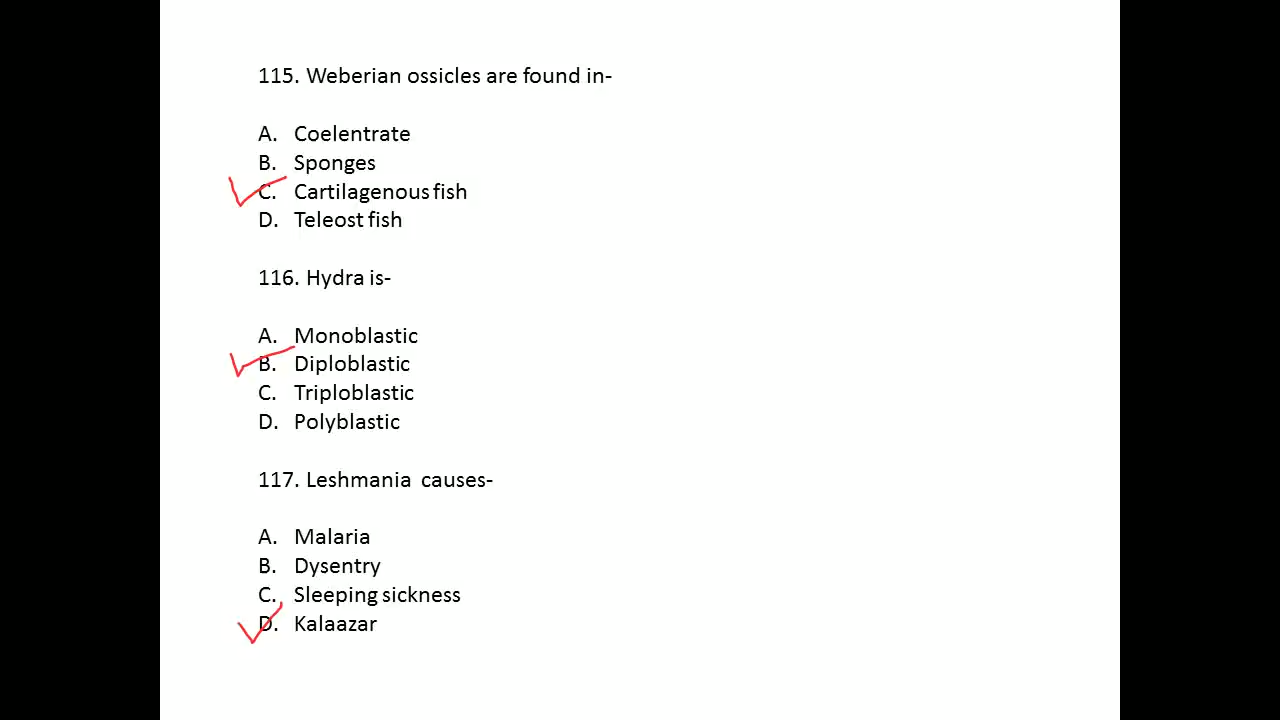 115. Weberian ossicles are found in-
A. Coelentrate
B. Sponges
C. Cartilagenous fish
D. Teleost fish
116. Hydra is-
A. Monoblastic
B. Diploblastic
C. Triploblastic
D. Polyblastic
117. Leshmania causes-
A. Malaria
B. Dysentry
C. Sleeping sickness
D. Kalaazar